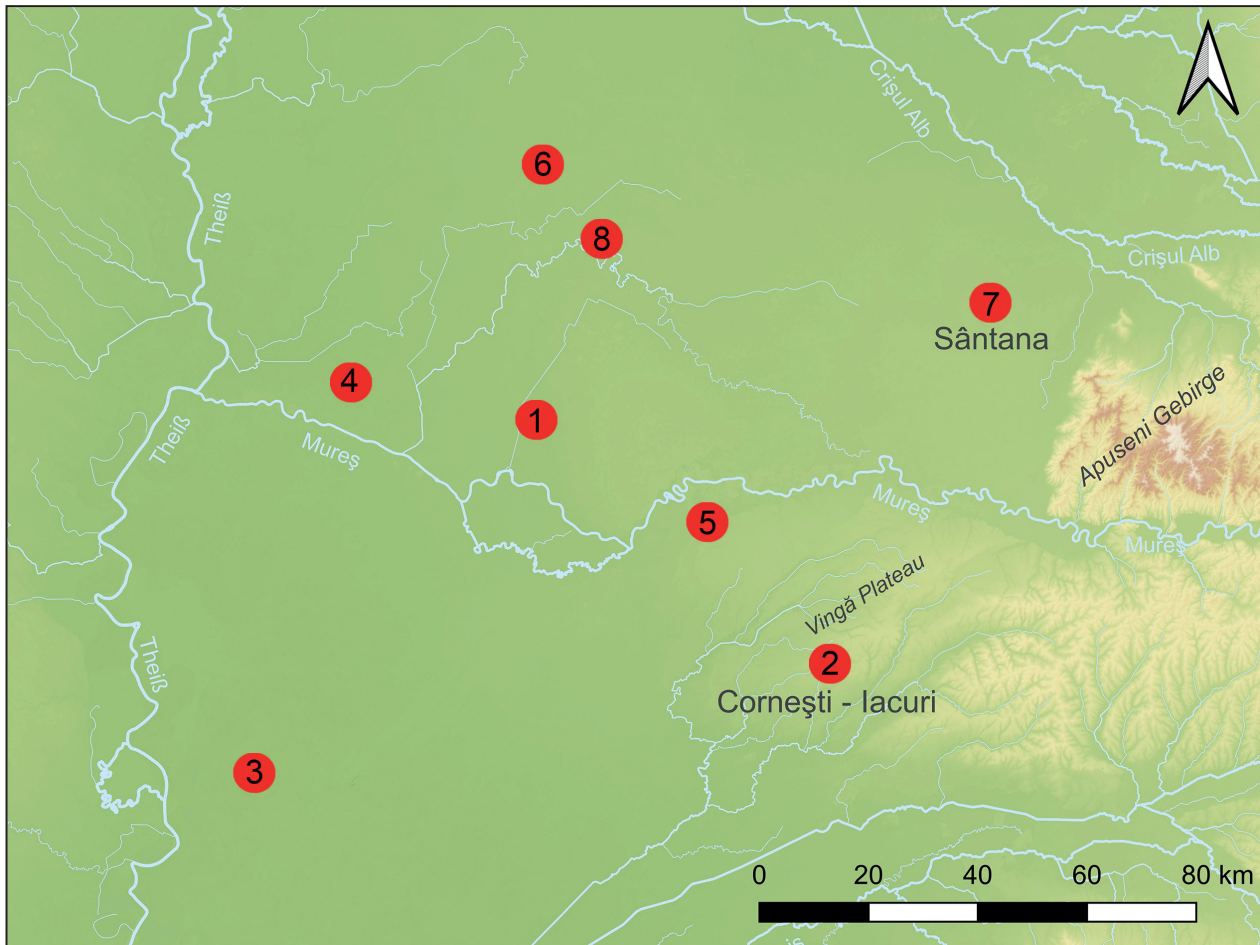 Crişul Alb
6
Theiß
8
Crişul Alb
7
Sântana
4
Apuseni Gebirge
1
Theiß
Mureş
Mureş
5
Mureş
Vingă Plateau
2
Corneşti - Iacuri
Theiß
3
0 20 40 60 80 km